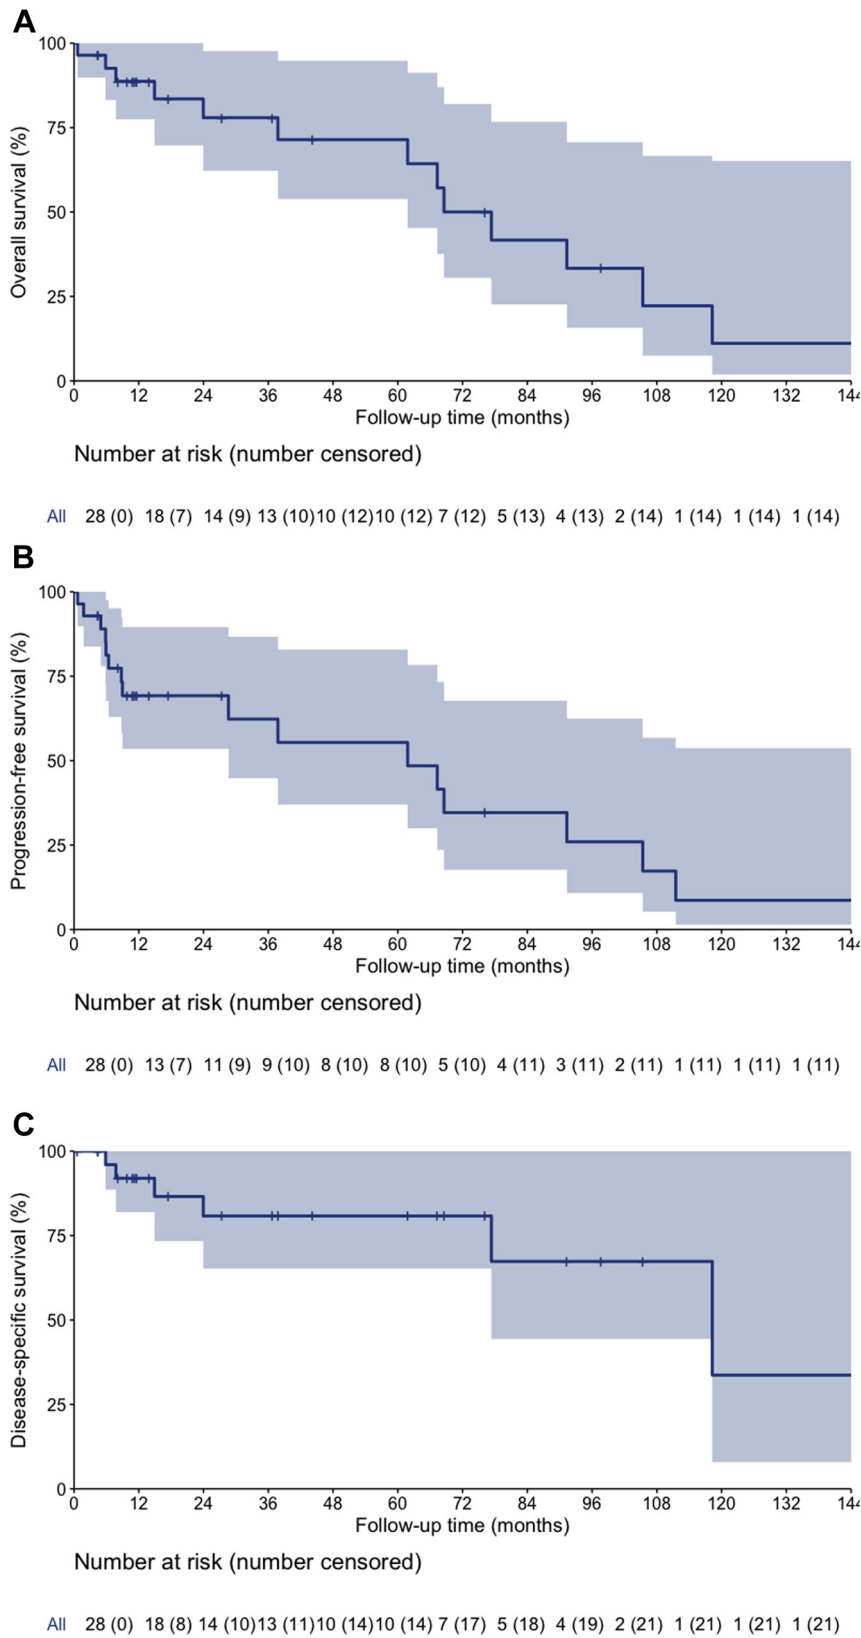 A
Overall survival (%)
100
75
50
25
0
0 12 24 36 48 60 72 84 96 108 120 132 144
Follow-up time (months)
Number at risk (number censored)
All 28 (0) 18 (7) 14 (9) 13 (10) 10 (12) 10 (12) 7 (12) 5 (13) 4 (13) 2 (14) 1 (14) 1 (14) 1 (14)
B
Progression-free survival (%)
100
75
50
25
0
0 12 24 36 48 60 72 84 96 108 120 132 144
Follow-up time (months)
Number at risk (number censored)
All 28 (0) 13 (7) 11 (9) 9 (10) 8 (10) 8 (10) 5 (10) 4 (11) 3 (11) 2 (11) 1 (11) 1 (11) 1 (11)
C
Disease-specific survival (%)
100
75
50
25
0
0 12 24 36 48 60 72 84 96 108 120 132 144
Follow-up time (months)
Number at risk (number censored)
All 28 (0) 18 (8) 14 (10) 13 (11) 10 (14) 10 (14) 7 (17) 5 (18) 4 (19) 2 (21) 1 (21) 1 (21) 1 (21)